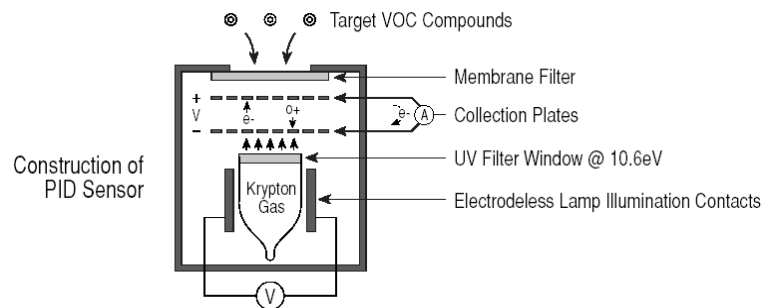 Target VOC Compounds
Membrane Filter
+
V
e-
o+
e-
A
Collection Plates
−
UV Filter Window @ 10.6eV
Construction of
PID Sensor
Krypton
Gas
Electrodeless Lamp Illumination Contacts
V